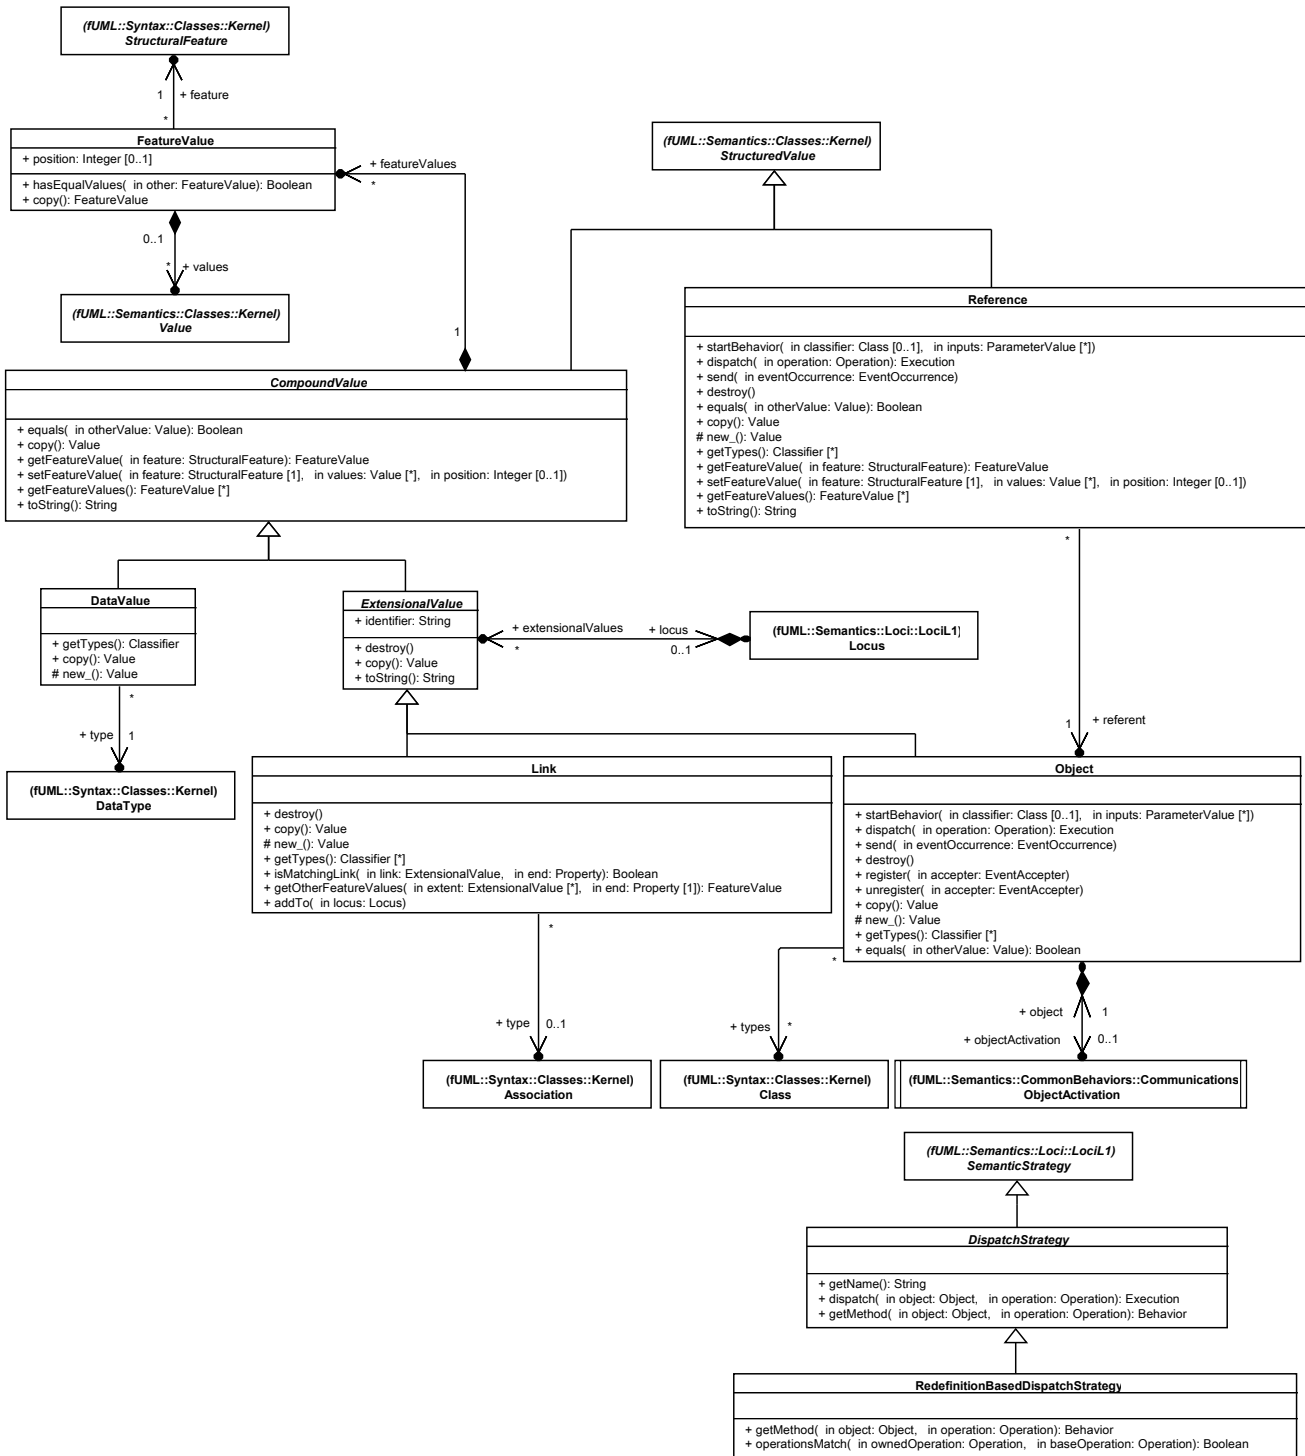 (fUML::Syntax::Classes::Kernel)
StructuralFeature
1
+ feature
*
FeatureValue
+ position: Integer [0..1]
+ hasEqualValues(  in other: FeatureValue): Boolean
+ copy(): FeatureValue
+ featureValues
*
0..1
*
+ values
(fUML::Semantics::Classes::Kernel)
Value
1
(fUML::Semantics::Classes::Kernel)
StructuredValue
Reference
+ startBehavior(  in classifier: Class [0..1],   in inputs: ParameterValue [*])
+ dispatch(  in operation: Operation): Execution
+ send(  in eventOccurrence: EventOccurrence)
+ destroy()
+ equals(  in otherValue: Value): Boolean
+ copy(): Value
# new_(): Value
+ getTypes(): Classifier [*]
+ getFeatureValue(  in feature: StructuralFeature): FeatureValue
+ setFeatureValue(  in feature: StructuralFeature [1],   in values: Value [*],   in position: Integer [0..1])
+ getFeatureValues(): FeatureValue [*]
+ toString(): String
CompoundValue
+ equals(  in otherValue: Value): Boolean
+ copy(): Value
+ getFeatureValue(  in feature: StructuralFeature): FeatureValue
+ setFeatureValue(  in feature: StructuralFeature [1],   in values: Value [*],   in position: Integer [0..1])
+ getFeatureValues(): FeatureValue [*]
+ toString(): String
*
DataValue
+ getTypes(): Classifier
+ copy(): Value
# new_(): Value
*
+ type
1
(fUML::Syntax::Classes::Kernel)
DataType
ExtensionalValue
+ identifier: String
+ destroy()
+ copy(): Value
+ toString(): String
+ extensionalValues
*
+ locus
0..1
(fUML::Semantics::Loci::LociL1)
Locus
1
+ referent
Link
+ destroy()
+ copy(): Value
# new_(): Value
+ getTypes(): Classifier [*]
+ isMatchingLink(  in link: ExtensionalValue,   in end: Property): Boolean
+ getOtherFeatureValues(  in extent: ExtensionalValue [*],   in end: Property [1]): FeatureValue
+ addTo(  in locus: Locus)
Object
+ startBehavior(  in classifier: Class [0..1],   in inputs: ParameterValue [*])
+ dispatch(  in operation: Operation): Execution
+ send(  in eventOccurrence: EventOccurrence)
+ destroy()
+ register(  in accepter: EventAccepter)
+ unregister(  in accepter: EventAccepter)
+ copy(): Value
# new_(): Value
+ getTypes(): Classifier [*]
+ equals(  in otherValue: Value): Boolean
*
+ type
0..1
*
+ types
*
+ object
1
+ objectActivation
0..1
(fUML::Syntax::Classes::Kernel)
Association
(fUML::Syntax::Classes::Kernel)
Class
(fUML::Semantics::CommonBehaviors::Communications
ObjectActivation
(fUML::Semantics::Loci::LociL1)
SemanticStrategy
DispatchStrategy
+ getName(): String
+ dispatch(  in object: Object,   in operation: Operation): Execution
+ getMethod(  in object: Object,   in operation: Operation): Behavior
RedefinitionBasedDispatchStrategy
+ getMethod(  in object: Object,   in operation: Operation): Behavior
+ operationsMatch(  in ownedOperation: Operation,   in baseOperation: Operation): Boolean